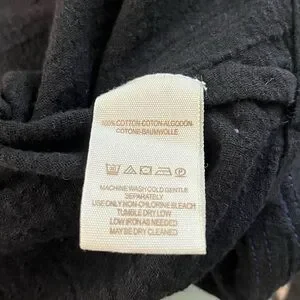 100% COTTON-COTON-ALGODON
COTONE-BAUMWOLLE
MACHINE WASH COLD GENTLE
SEPARATELY
USE ONLY NON-CHLORINE BLEACH
TUMBLE DRY LOW
LOW IRON AS NEEDED
MAY BE DRY CLEANED